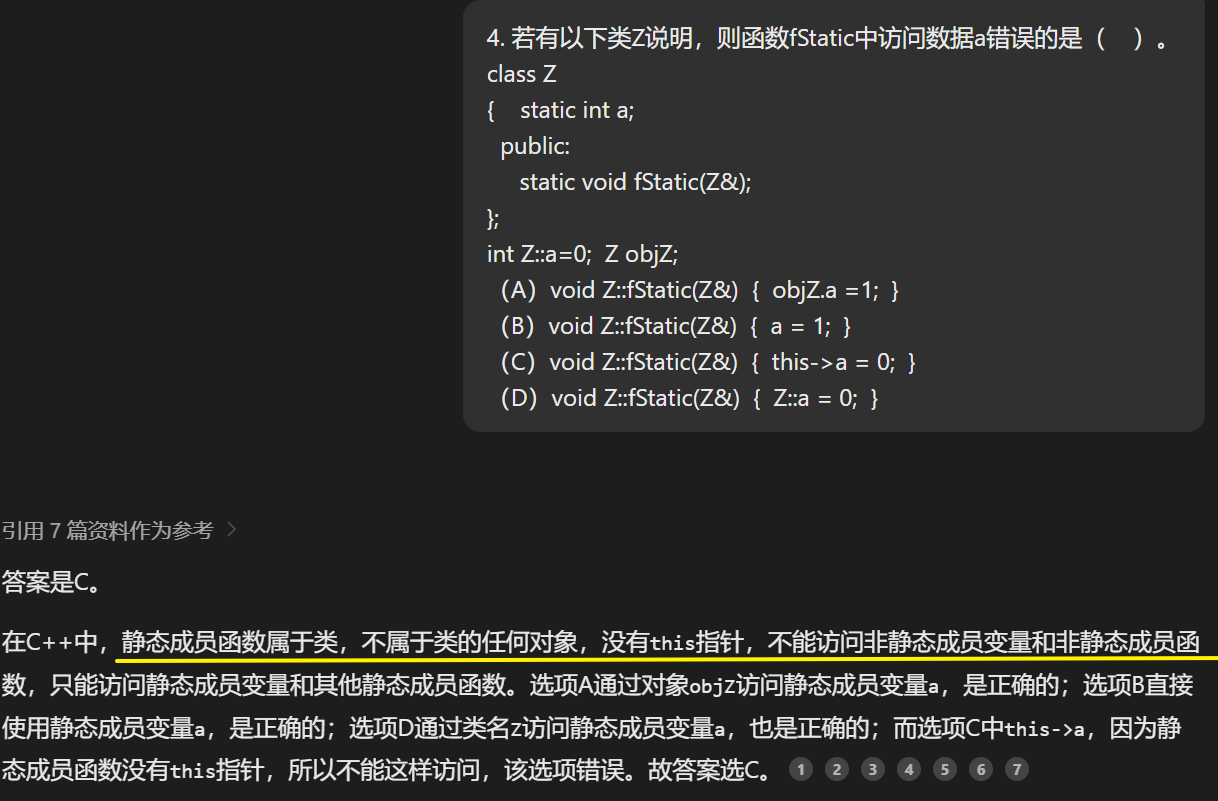 4. 若有以下类Z说明，则函数fStatic中访问数据a错误的是（    ）。
class Z
{    static int a;
public:
static void fStatic(Z&);
};
int Z::a=0;  Z objZ;
（A）void Z::fStatic(Z&)  {  objZ.a =1;  }
（B）void Z::fStatic(Z&)  {  a = 1;  }
（C）void Z::fStatic(Z&)  {  this->a = 0;  }
（D）void Z::fStatic(Z&)  {  Z::a = 0;  }
引用 7 篇资料作为参考 >
答案是C。
在C++中，静态成员函数属于类，不属于类的任何对象，没有this指针，不能访问非静态成员变量和非静态成员函
数，只能访问静态成员变量和其他静态成员函数。选项A通过对象objZ访问静态成员变量a，是正确的；选项B直接
使用静态成员变量a，是正确的；选项D通过类名Z访问静态成员变量a，也是正确的；而选项C中this->a，因为静
态成员函数没有this指针，所以不能这样访问，该选项错误。故答案选C。 1 2 3 4 5 6 7